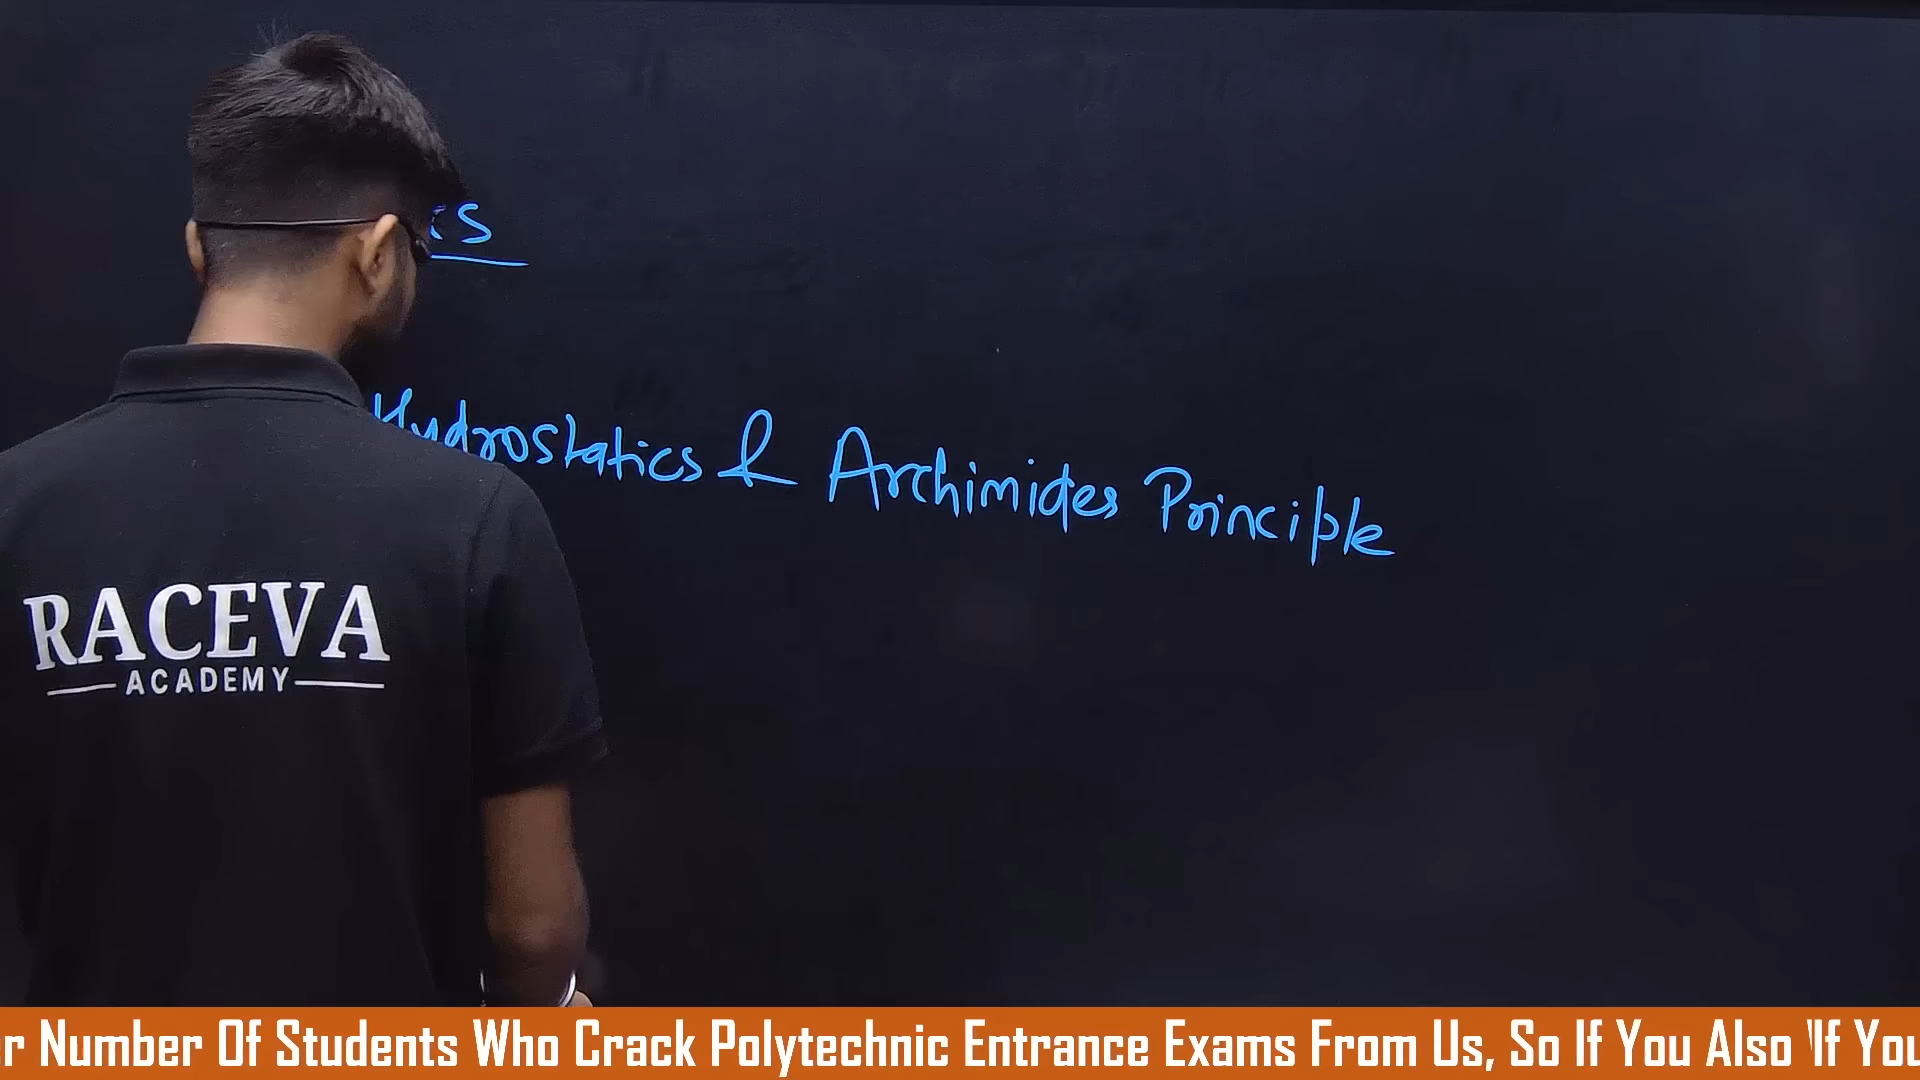 Hydrostatics & Archimides Principle
RACEVA
ACADEMY
Number Of Students Who Crack Polytechnic Entrance Exams From Us, So If You Also If You